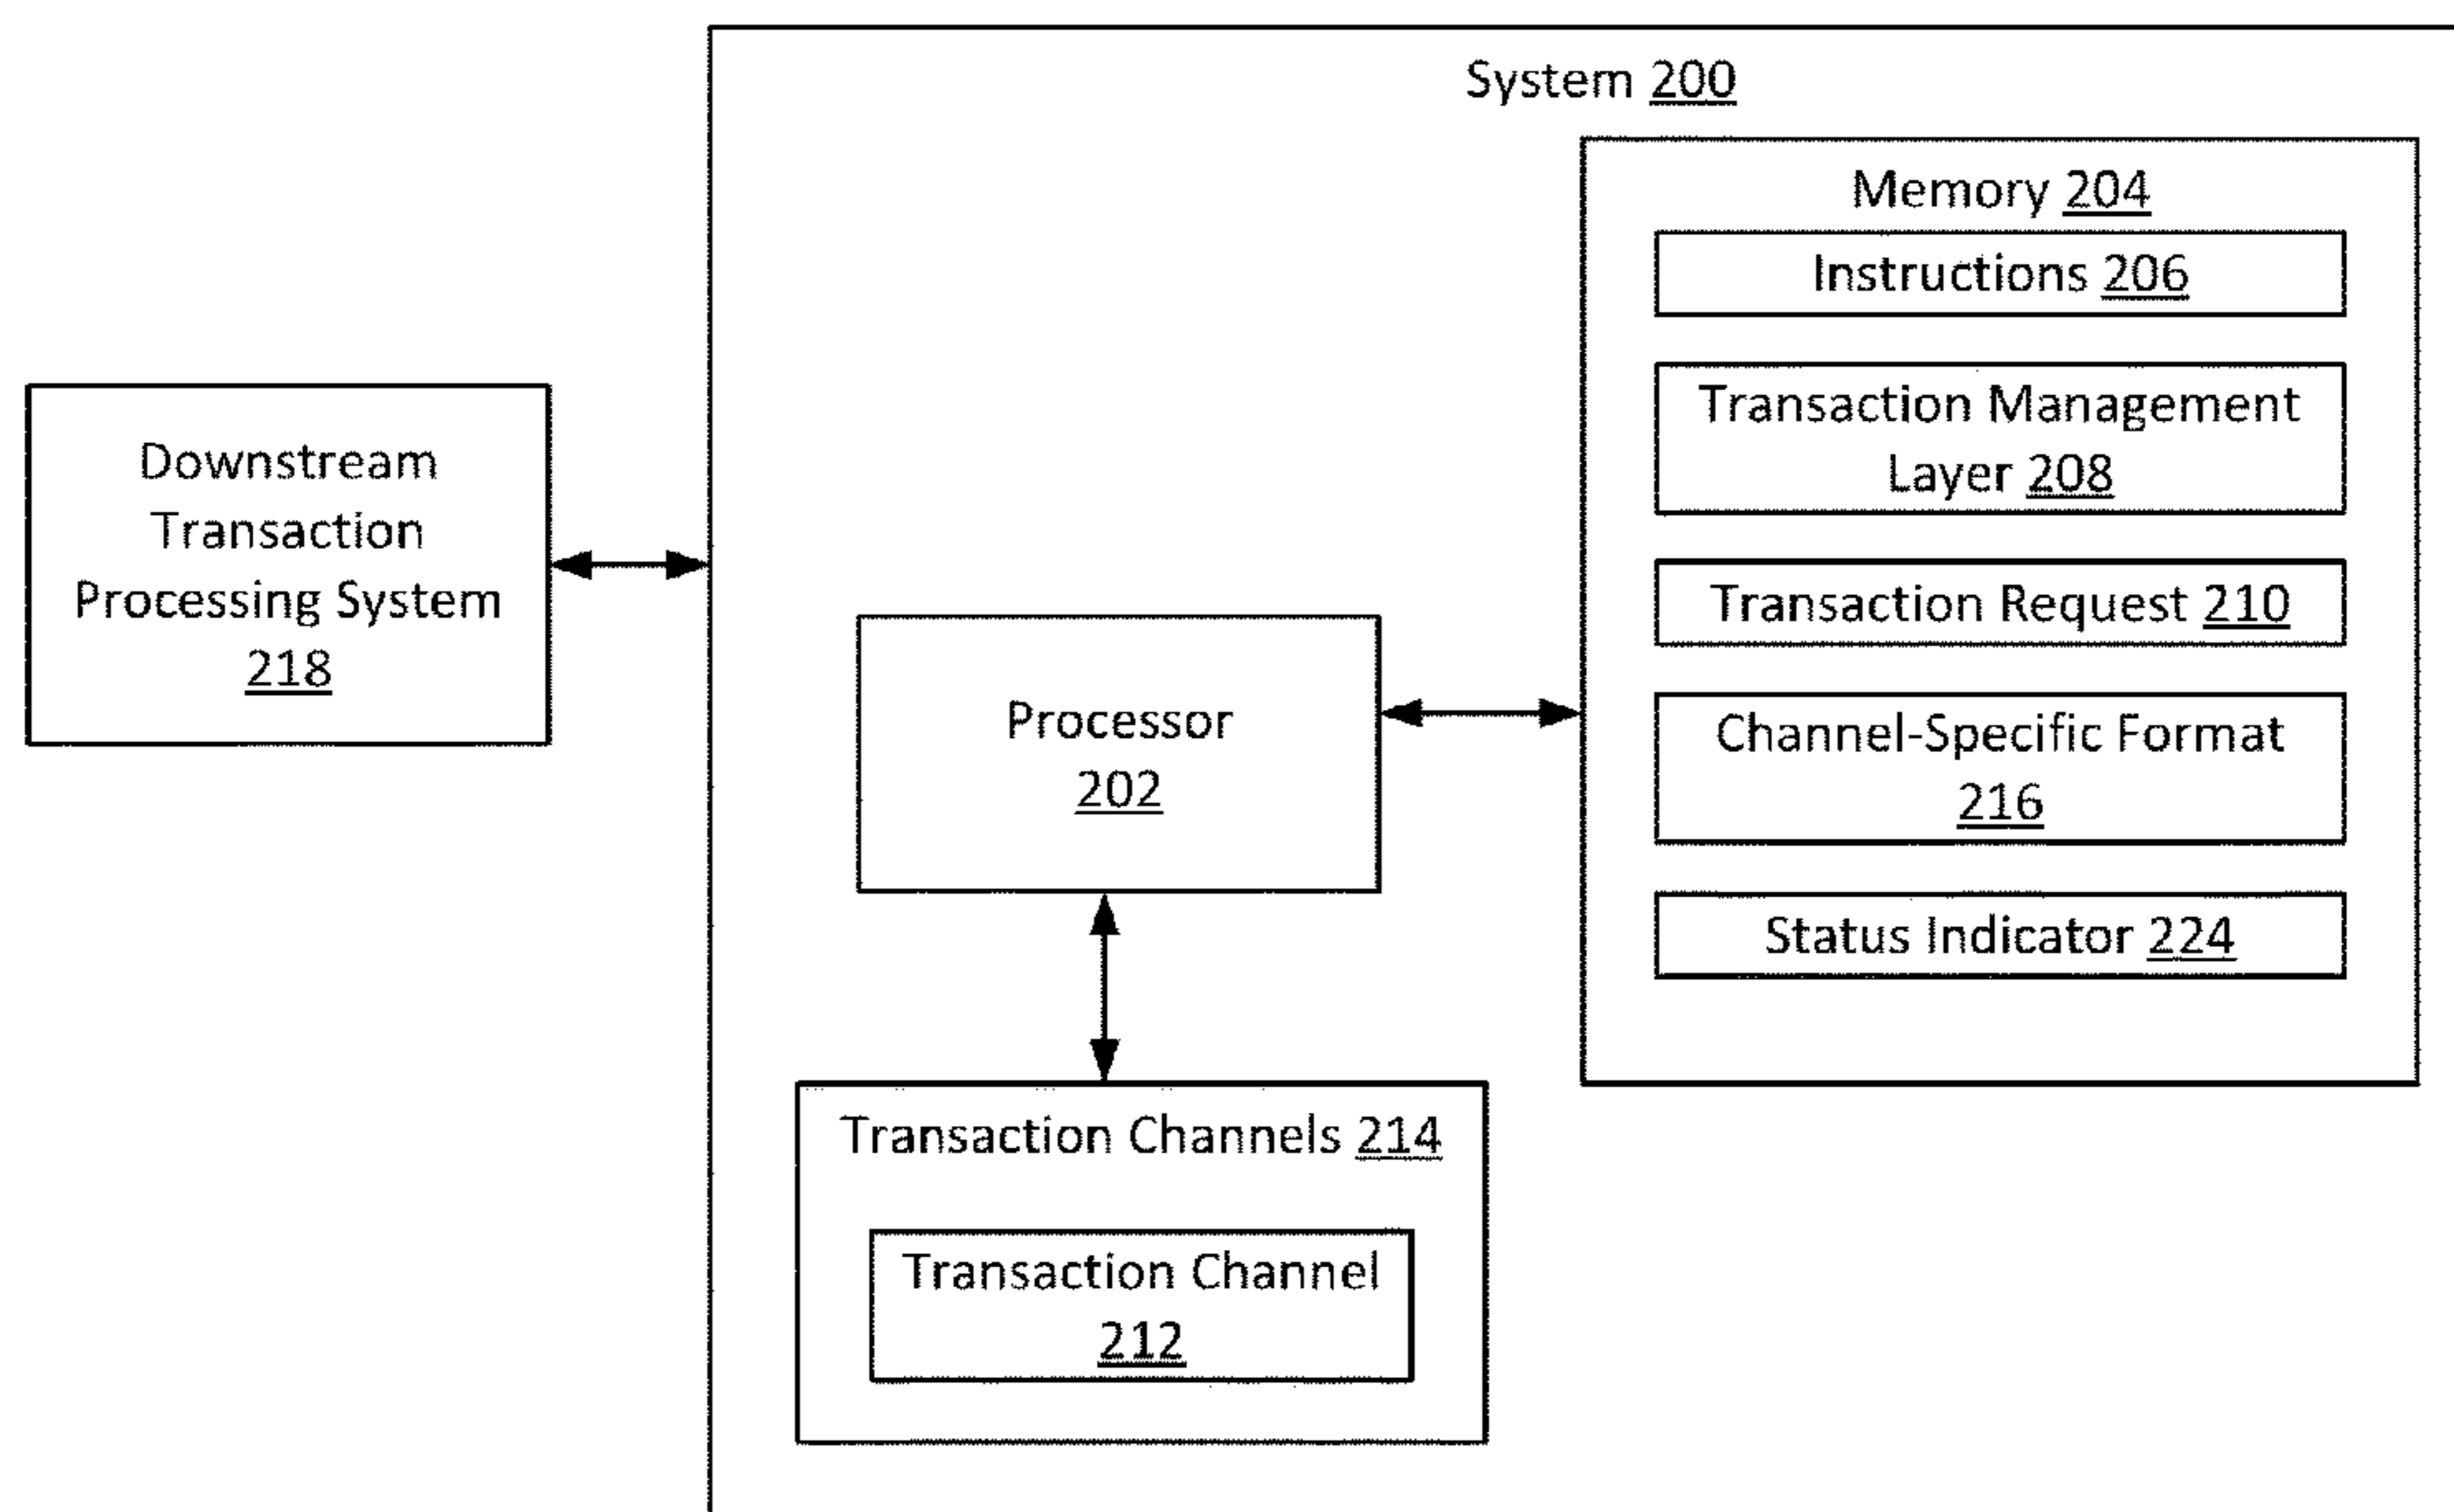 System 200
Memory 204
Instructions 206
Transaction Management
Layer 208
Transaction Request 210
Channel-Specific Format
216
Status Indicator 224
Downstream
Transaction
Processing System
218
Processor
202
Transaction Channels 214
Transaction Channel
212